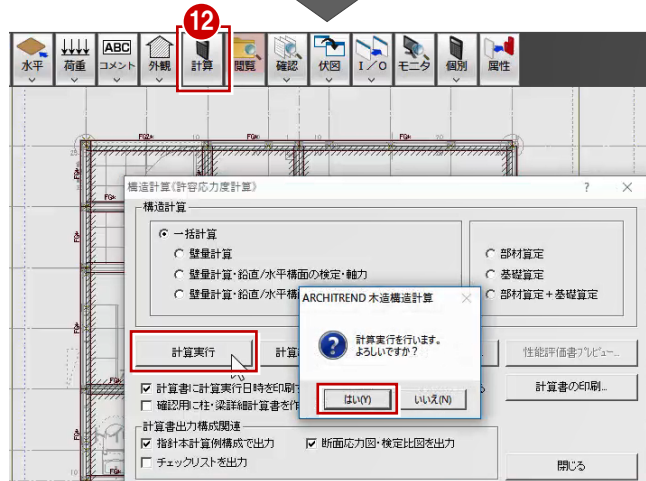 12
水平 荷重 ABC コメント 外観 計算 閲覧 確認 伏図 I/O モニタ 個別 属性
構造計算《許容応力度計算》 ? ×
構造計算
一括計算
壁量計算
壁量計算・鉛直/水平構面の検定・軸力
壁量計算・鉛直/水平構
部材算定
基礎算定
部材算定+基礎算定
ARCHITREND 木造構造計算 ×
計算実行を行います。
よろしいですか?
はい(Y) いいえ(N)
計算実行
計算
性能評価書プレビュー...
計算書に計算実行日時を印刷す
確認用に柱・梁詳細計算書を作
計算書の印刷...
計算書出力構成関連
指針本計算例構成で出力 断面応力図・検定比図を出力
チェックリストを出力
閉じる